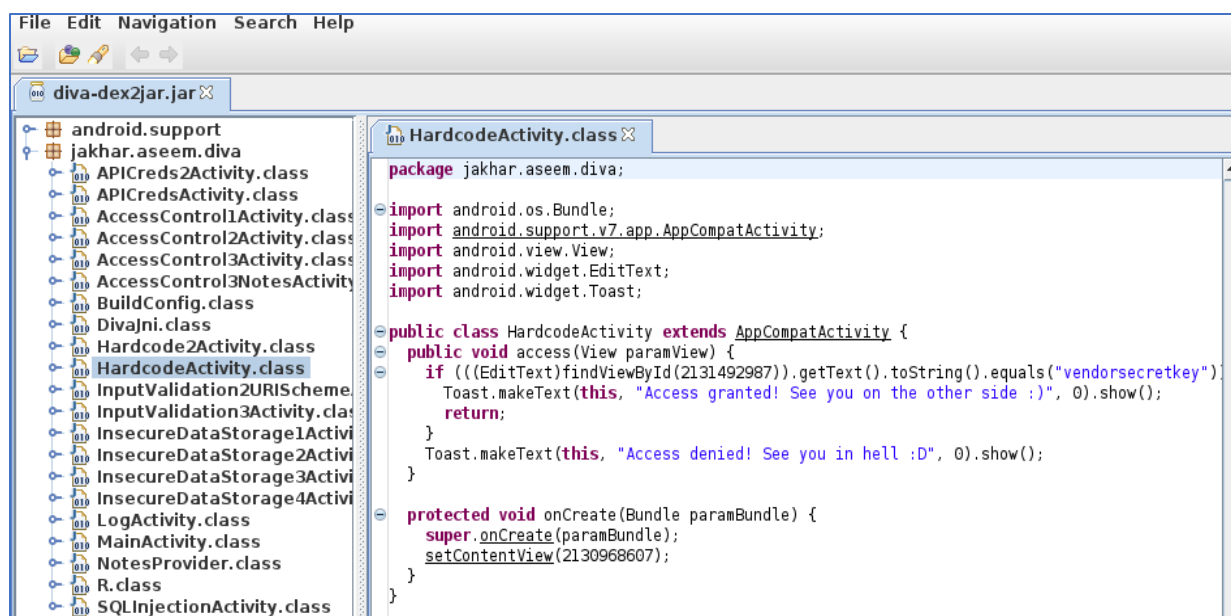 File Edit Navigation Search Help
diva-dex2jar.jar
android.support
jakhar.aseem.diva
APICreds2Activity.class
APICredsActivity.class
AccessControl1Activity.class
AccessControl2Activity.class
AccessControl3Activity.class
AccessControl3NotesActivity
BuildConfig.class
DivaJni.class
Hardcode2Activity.class
HardcodeActivity.class
InputValidation2URIScheme
InputValidation3Activity.clas
InsecureDataStorage1Activi
InsecureDataStorage2Activi
InsecureDataStorage3Activi
InsecureDataStorage4Activi
LogActivity.class
MainActivity.class
NotesProvider.class
R.class
SQLInjectionActivity.class
HardcodeActivity.class
package jakhar.aseem.diva;
import android.os.Bundle;
import android.support.v7.app.AppCompatActivity;
import android.view.View;
import android.widget.EditText;
import android.widget.Toast;
public class HardcodeActivity extends AppCompatActivity {
public void access(View paramView) {
if (((EditText)findViewById(2131492987)).getText().toString().equals("vendorsecretkey"))
Toast.makeText(this, "Access granted! See you on the other side :)", 0).show();
return;
}
Toast.makeText(this, "Access denied! See you in hell :D", 0).show();
}
protected void onCreate(Bundle paramBundle) {
super.onCreate(paramBundle);
setContentView(2130968607);
}
}